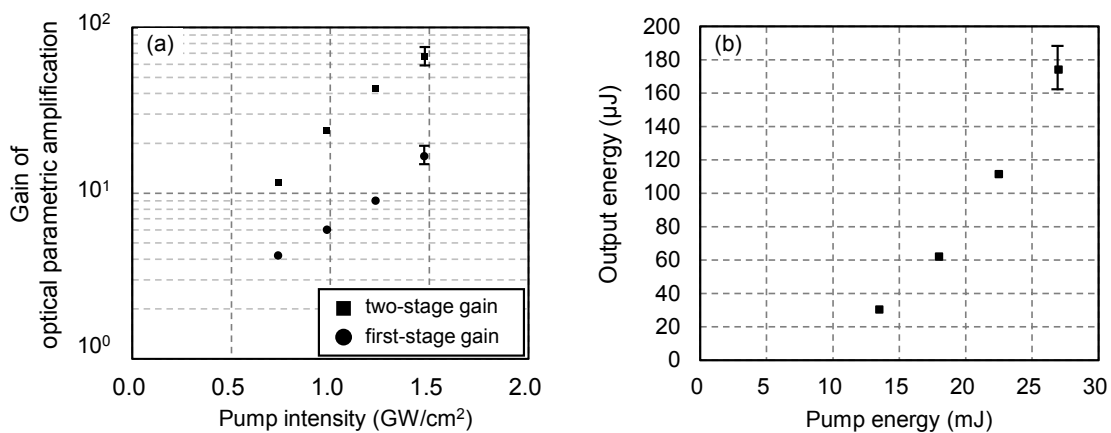 (a)
10²
10¹
10⁰
Gain of
optical parametric amplification
two-stage gain
first-stage gain
0.0 0.5 1.0 1.5 2.0
Pump intensity (GW/cm²)
(b)
200
180
160
140
120
100
80
60
40
20
0
Output energy (µJ)
0 5 10 15 20 25 30
Pump energy (mJ)